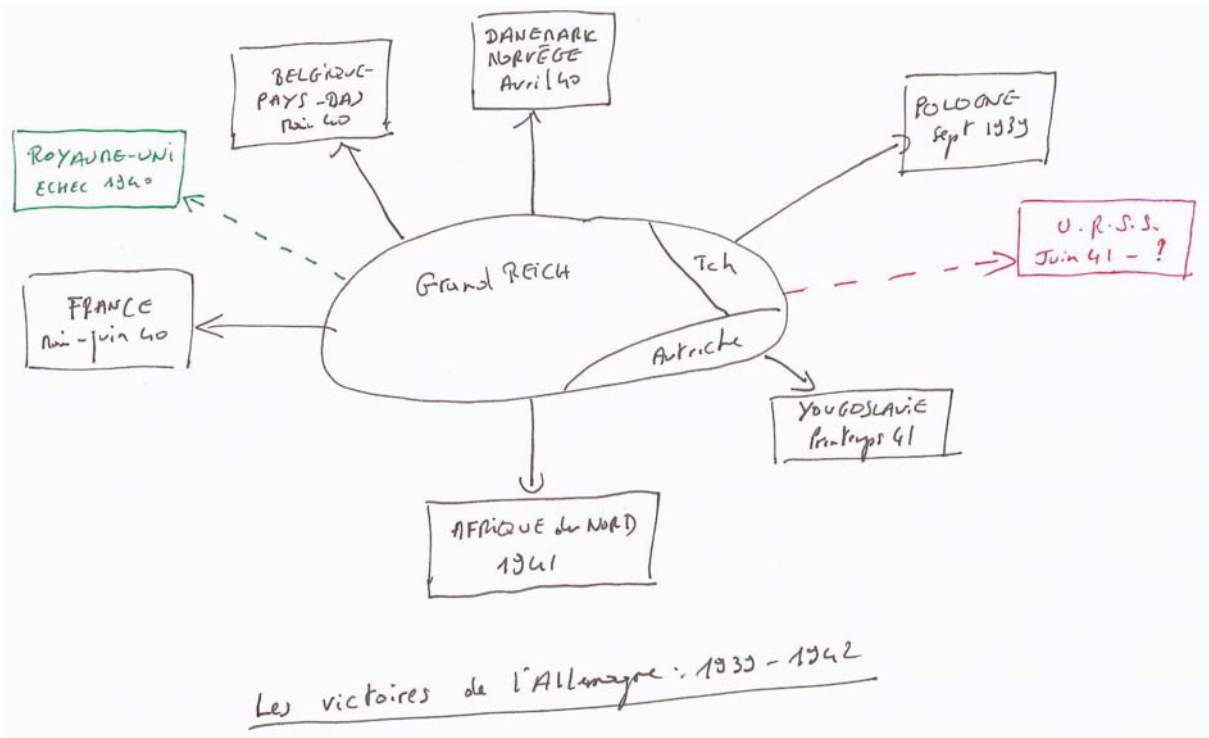 DANEMARK
NORVÈGE
Avril 40
BELGIQUE-
PAYS-BAS
Mai 40
POLOGNE
Sept 1939
ROYAUME-UNI
ECHEC 1940
U.R.S.S.
Juin 41 - ?
Grand REICH
Tch
Autriche
FRANCE
Mai-juin 40
YOUGOSLAVIE
Printemps 41
AFRIQUE du NORD
1941
Les victoires de l'Allemagne : 1939 - 1942